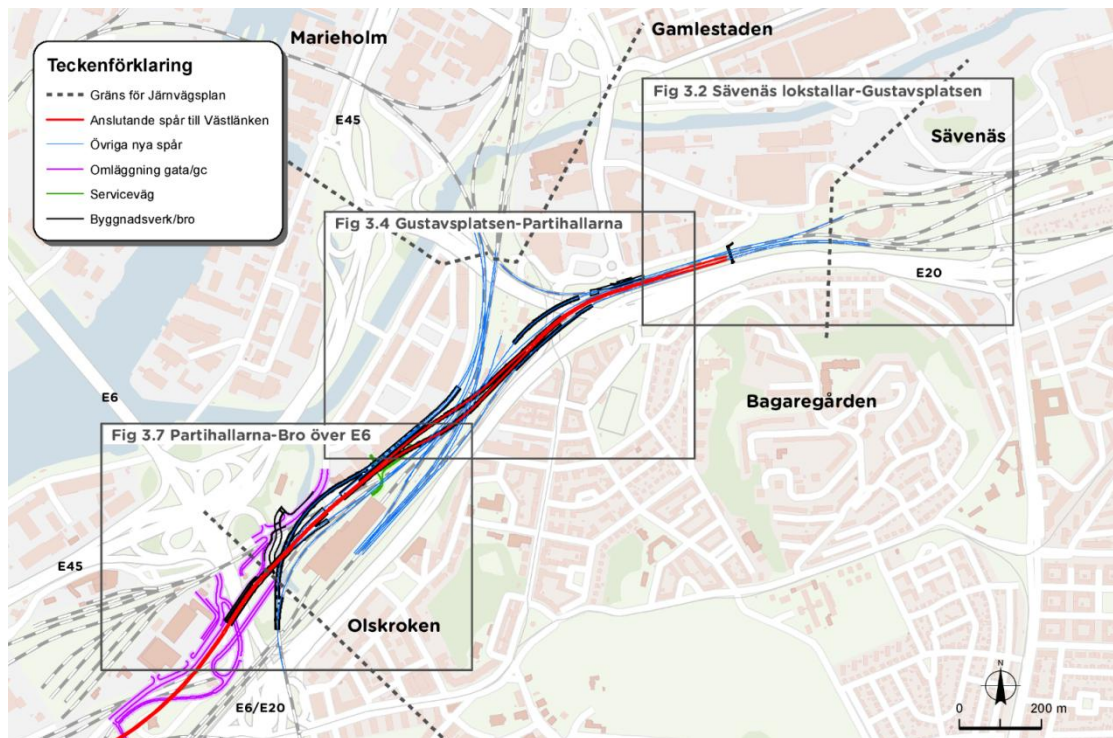 Marieholm
Gamlestaden
Teckenförklaring
Gräns för Järnvägsplan
Anslutande spår till Västlänken
Övriga nya spår
Omläggning gata/gc
Serviceväg
Byggnadsverk/bro
E45
Fig 3.2 Sävenäs lokstallar-Gustavsplatsen
Sävenäs
Fig 3.4 Gustavsplatsen-Partihallarna
E20
E6
Bagaregården
Fig 3.7 Partihallarna-Bro över E6
E45
Olskroken
E6/E20
N
0 200 m